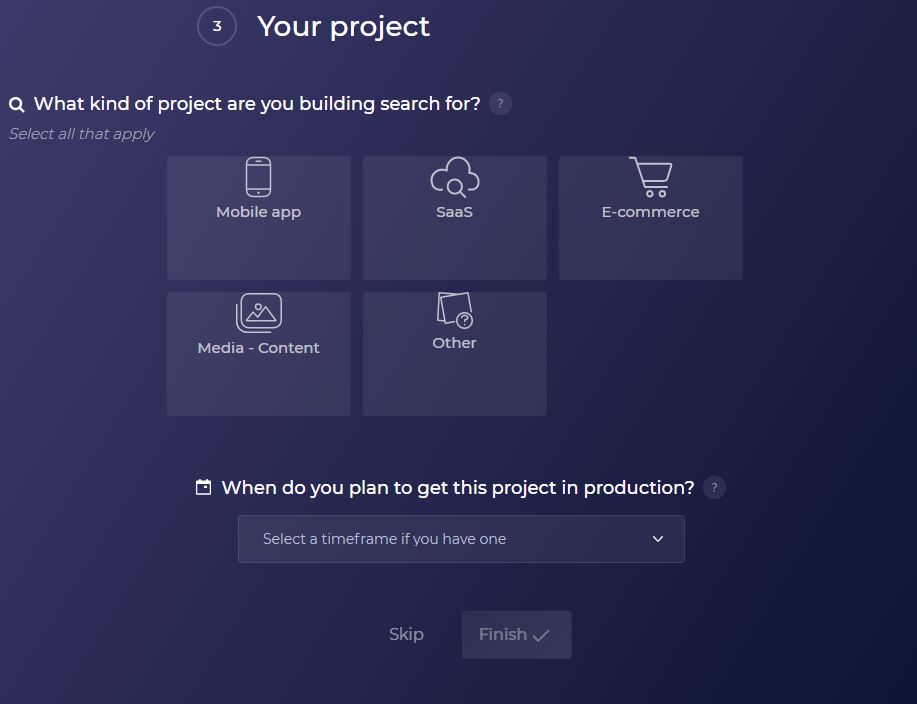 3 Your project
What kind of project are you building search for? ?
Select all that apply
Mobile app SaaS E-commerce
Media - Content Other
When do you plan to get this project in production? ?
Select a timeframe if you have one
Skip Finish